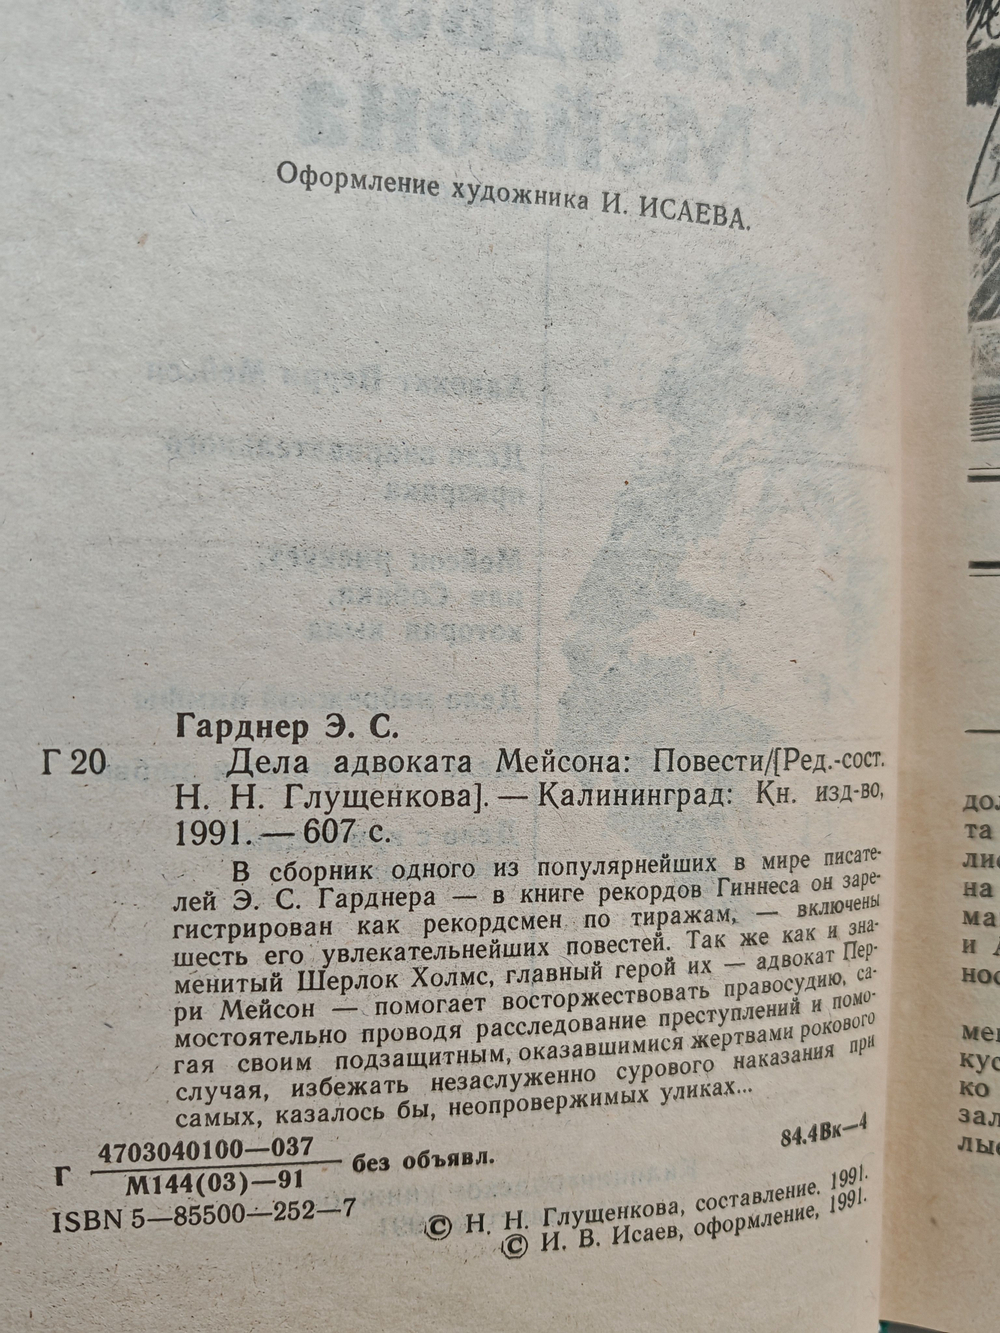 Оформление художника И. ИСАЕВА.
Гарднер Э. С.
Г 20 Дела адвоката Мейсона: Повести/[Ред.-сост.
Н. Н. Глущенкова]. — Калининград: Кн. изд-во,
1991. — 607 с.
В сборник одного из популярнейших в мире писате-
лей Э. С. Гарднера — в книге рекордов Гиннеса он заре-
гистрирован как рекордсмен по тиражам, — включены
шесть его увлекательнейших повестей. Так же как и зна-
менитый Шерлок Холмс, главный герой их — адвокат Пер-
ри Мейсон — помогает восторжествовать правосудию, са-
мостоятельно проводя расследование преступлений и помо-
гая своим подзащитным, оказавшимися жертвами рокового
случая, избежать незаслуженно сурового наказания при
самых, казалось бы, неопровержимых уликах...
Г 4703040100—037
М144(03)—91 без объявл.
84.4Вк—4
ISBN 5—85500—252—7
© Н. Н. Глущенкова, составление. 1991.
© И. В. Исаев, оформление, 1991.